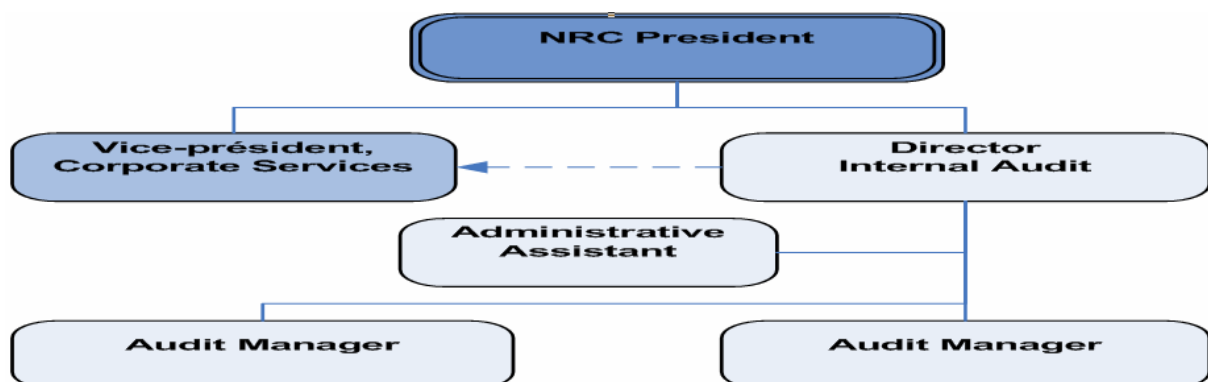 NRC President
Vice-président,
Corporate Services
Director
Internal Audit
Administrative
Assistant
Audit Manager
Audit Manager